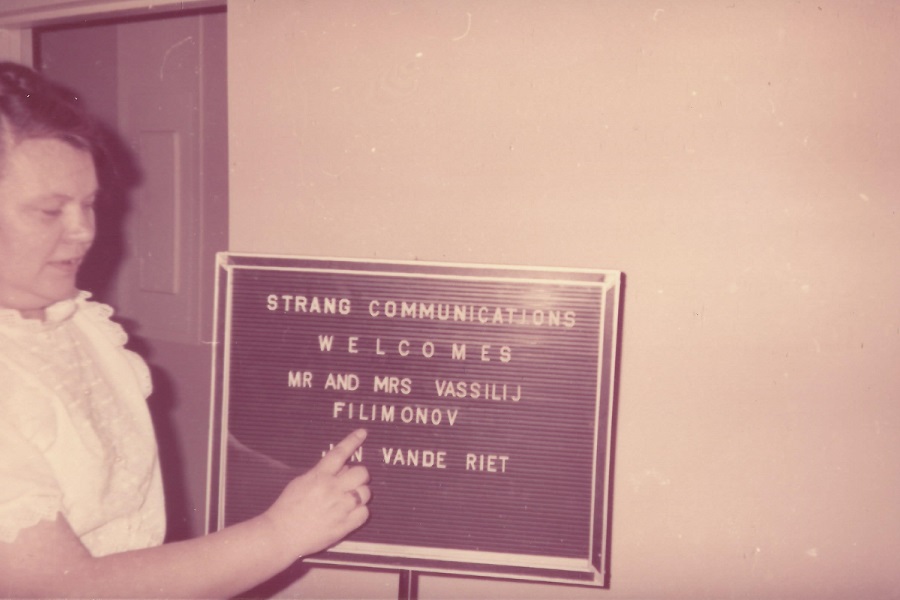 STRANG COMMUNICATIONS
WELCOMES
MR AND MRS VASSILIJ
FILIMONOV
VANDE RIET